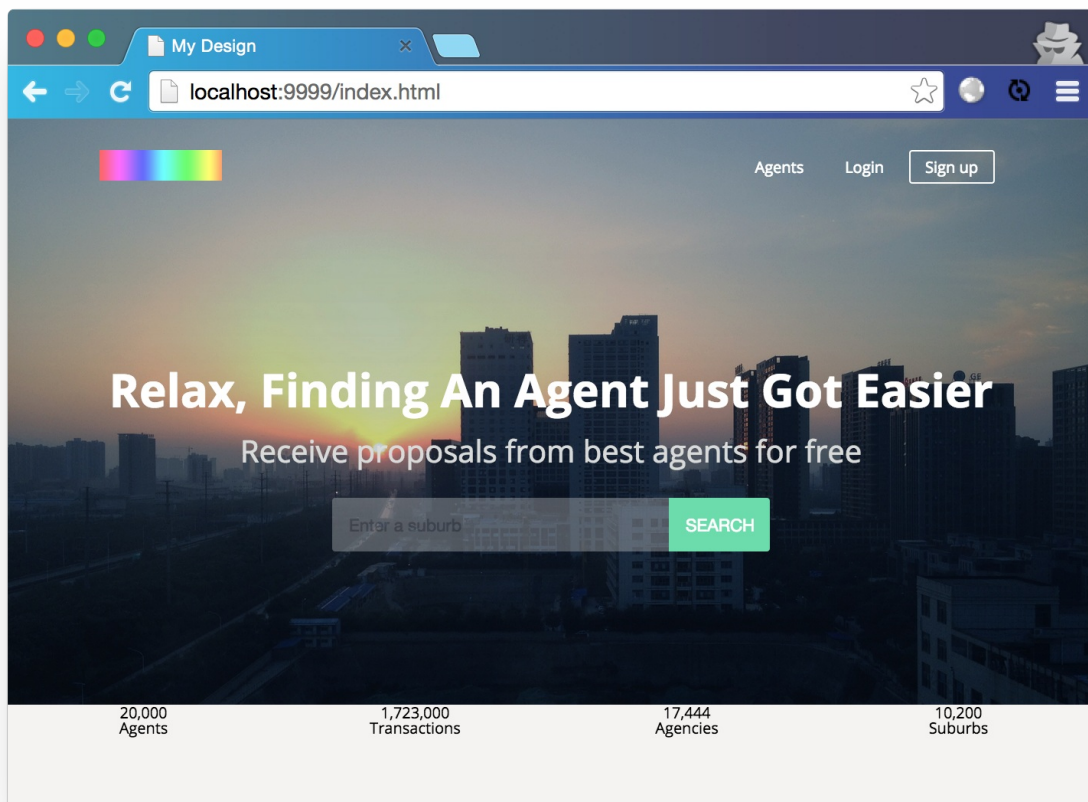 My Design
localhost:9999/index.html
Agents Login Sign up
Relax, Finding An Agent Just Got Easier
Receive proposals from best agents for free
Enter a suburb SEARCH
20,000 1,723,000 17,444 10,200
Agents Transactions Agencies Suburbs